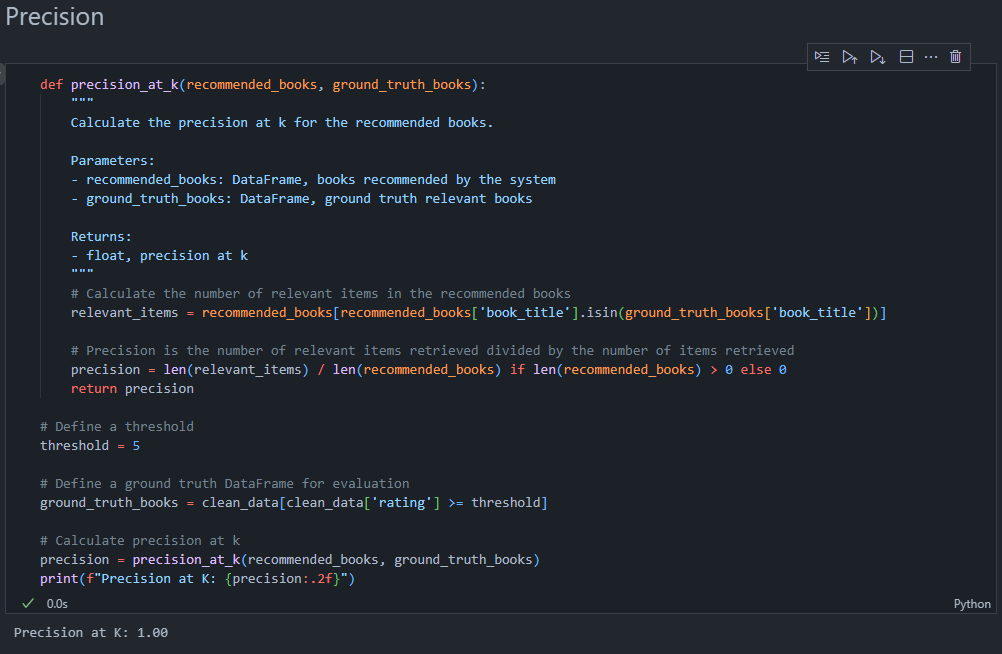 Precision
def precision_at_k(recommended_books, ground_truth_books):
    """
    Calculate the precision at k for the recommended books.

    Parameters:
    - recommended_books: DataFrame, books recommended by the system
    - ground_truth_books: DataFrame, ground truth relevant books

    Returns:
    - float, precision at k
    """
    # Calculate the number of relevant items in the recommended books
    relevant_items = recommended_books[recommended_books['book_title'].isin(ground_truth_books['book_title'])]

    # Precision is the number of relevant items retrieved divided by the number of items retrieved
    precision = len(relevant_items) / len(recommended_books) if len(recommended_books) > 0 else 0
    return precision

# Define a threshold
threshold = 5

# Define a ground truth DataFrame for evaluation
ground_truth_books = clean_data[clean_data['rating'] >= threshold]

# Calculate precision at k
precision = precision_at_k(recommended_books, ground_truth_books)
print(f"Precision at K: {precision:.2f}")
0.0s
Python
Precision at K: 1.00